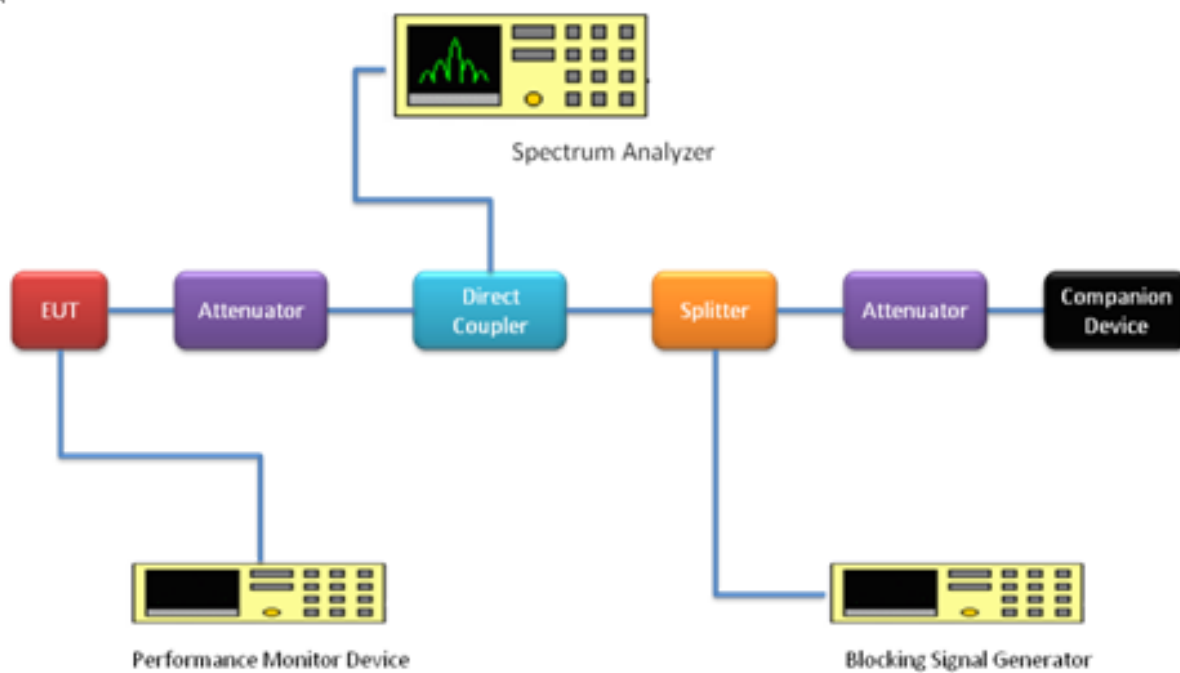 Spectrum Analyzer
EUT
Attenuator
Direct
Coupler
Splitter
Attenuator
Companion
Device
Performance Monitor Device
Blocking Signal Generator